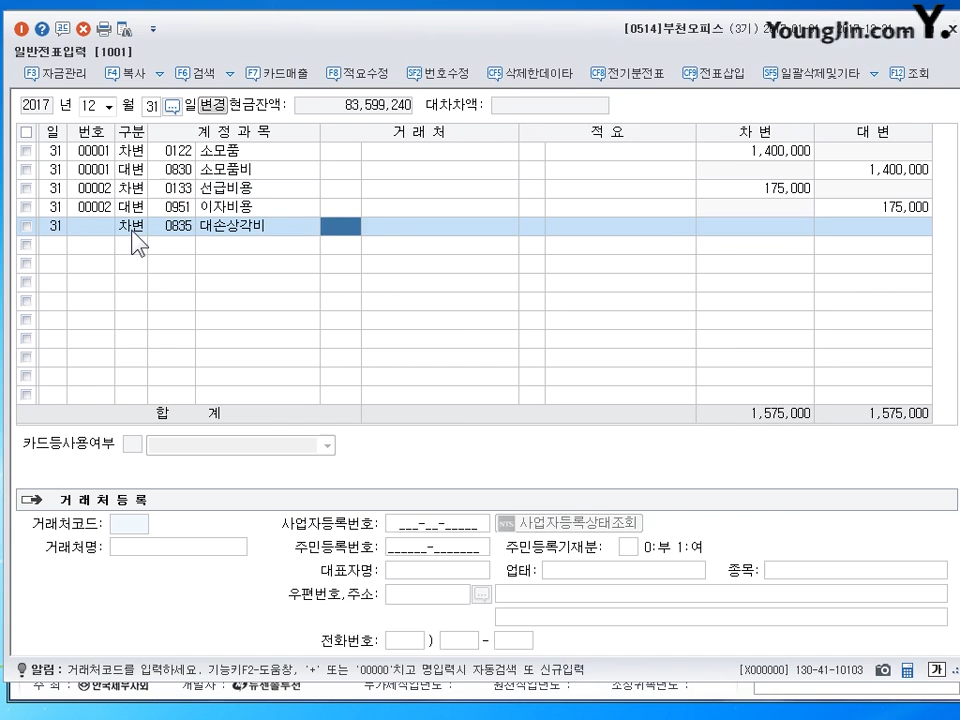 [0514]부천오피스 (3기)
Younglin.com Y.
일반전표입력 [1001]
F3 자금관리 F4 복사 F6 검색 F7 카드매출 F8 적요수정 SF2 번호수정 CF5 삭제한데이타 CF8 전기분전표 CF9 전표삽입 SF5 일괄삭제및기타 F12 조회
2017 년 12 월 31 일 변경 현금잔액: 83,599,240 대차차액:
일 번호 구분 계 정 과 목 거 래 처 적 요 차 변 대 변
31 00001 차변 0122 소모품 1,400,000
31 00001 대변 0830 소모품비 1,400,000
31 00002 차변 0133 선급비용 175,000
31 00002 대변 0951 이자비용 175,000
31 차변 0835 대손상각비
합 계 1,575,000 1,575,000
카드등사용여부
거 래 처 등 록
거래처코드: 사업자등록번호: ___-__-_____ NTS 사업자등록상태조회
거래처명: 주민등록번호: ______-_______ 주민등록기재분: 0:부 1:여
대표자명: 업태: 종목:
우편번호,주소:
전화번호: ) -
알림 : 거래처코드를 입력하세요. 기능키F2-도움창, '+' 또는 '00000'치고 명입력시 자동검색 또 신규입력 [X000000] 130-41-10103 가